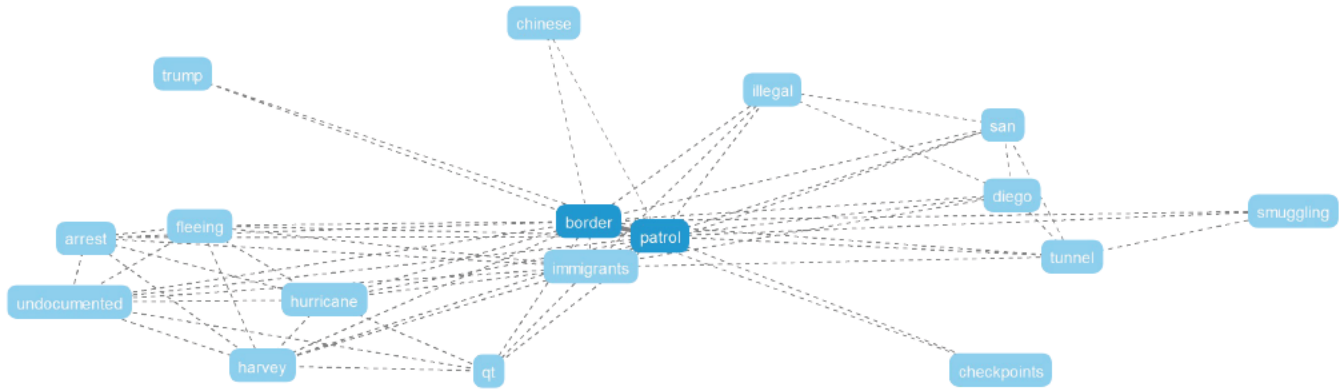 chinese
trump
illegal
san
diego
smuggling
border
fleeing
patrol
arrest
tunnel
immigrants
hurricane
undocumented
harvey
qt
checkpoints